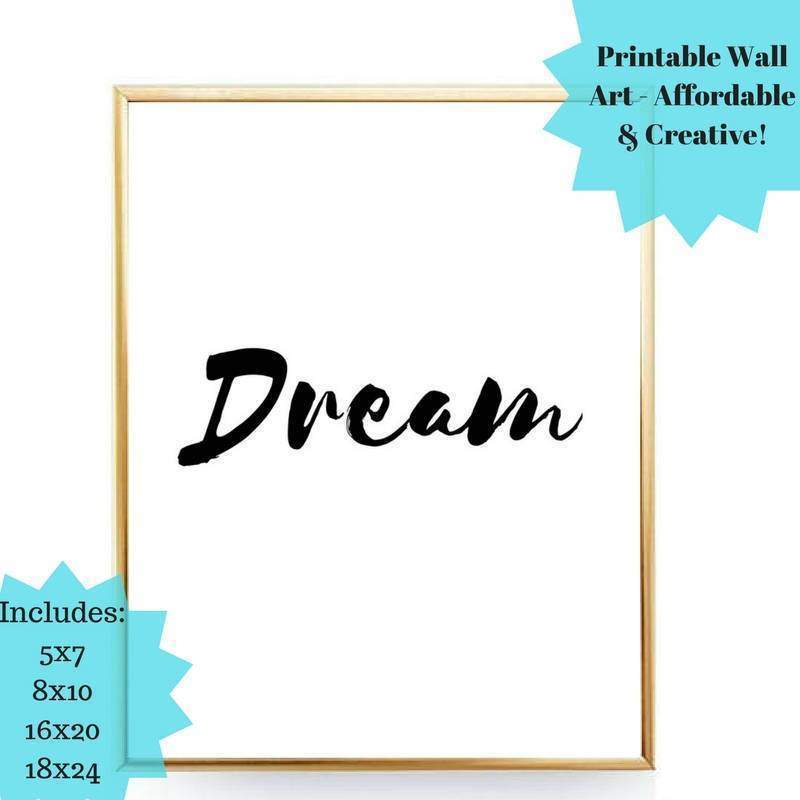 Printable Wall
Art - Affordable
& Creative!
Dream
Includes:
5x7
8x10
16x20
18x24